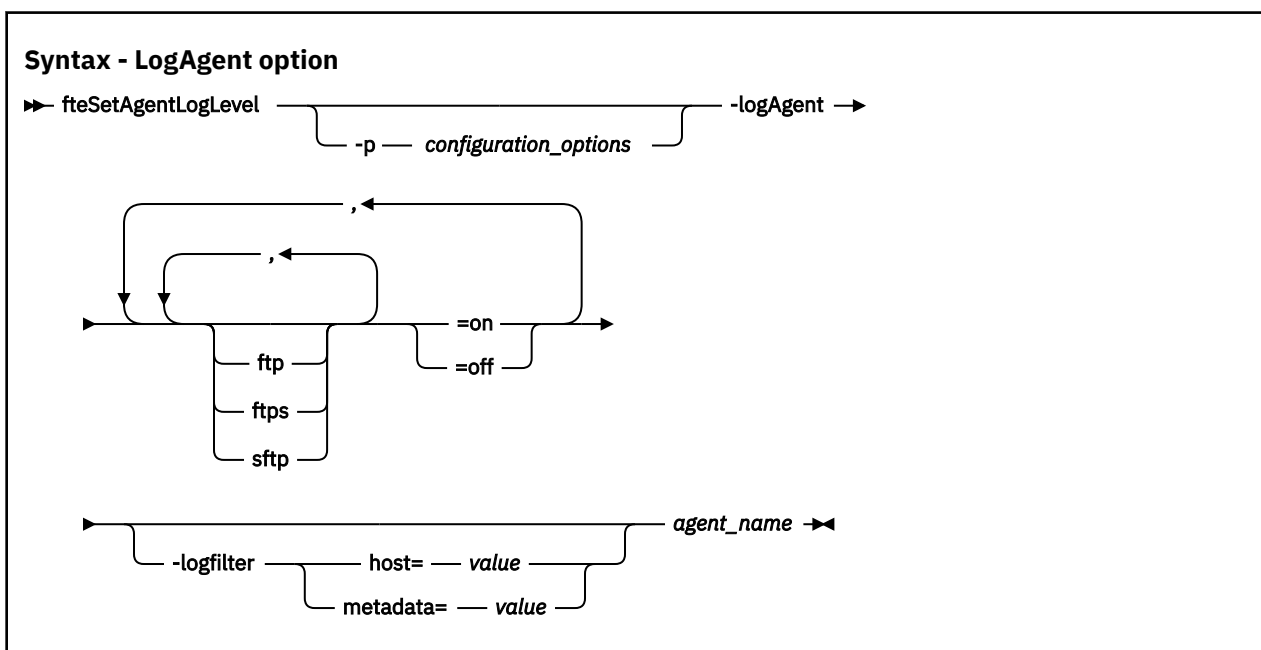 Syntax - LogAgent option
fteSetAgentLogLevel -logAgent
-p configuration_options
,
,
=on
ftp =off
ftps
sftp
agent_name
-logfilter host= value
metadata= value